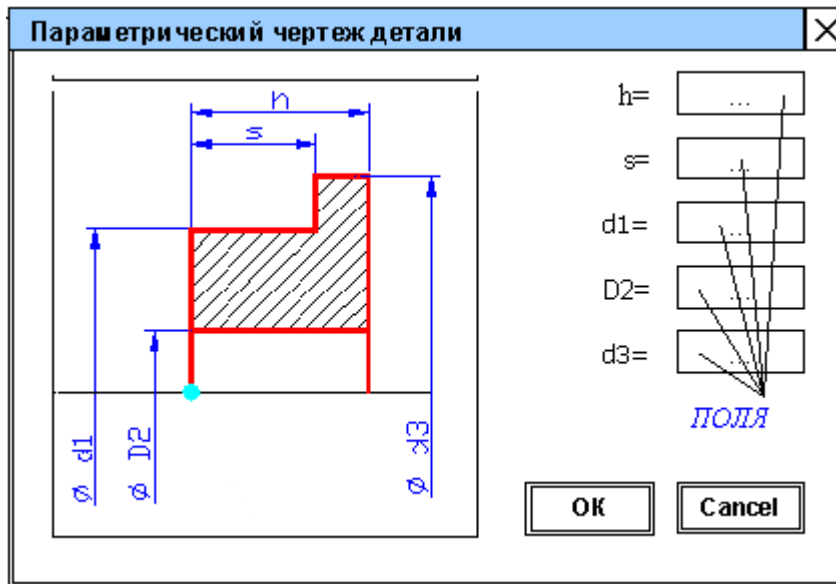 Параметрический чертеж детали
h
s
Ø d1
Ø D2
Ø d3
h= ...
s= ...
d1= ...
D2= ...
d3= ...
ПОЛЯ
OK
Cancel